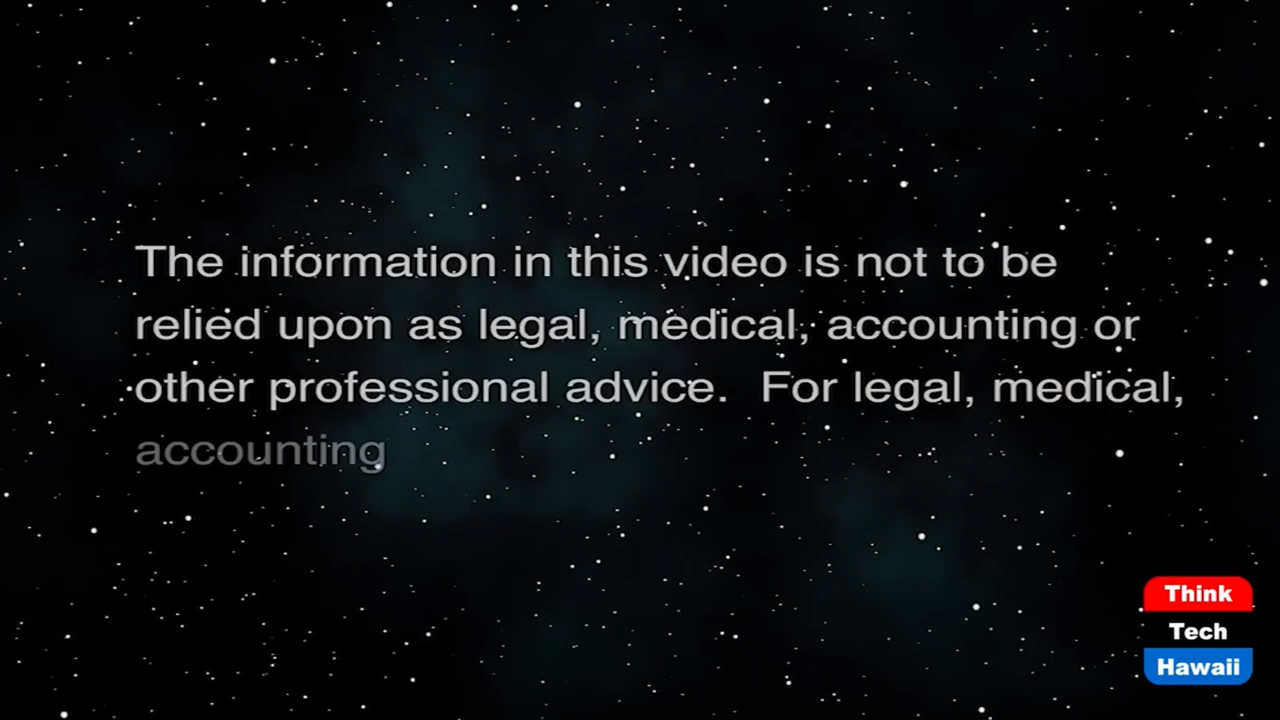 The information in this video is not to be
relied upon as legal, medical, accounting or
other professional advice.  For legal, medical,
accounting
Think
Tech
Hawaii